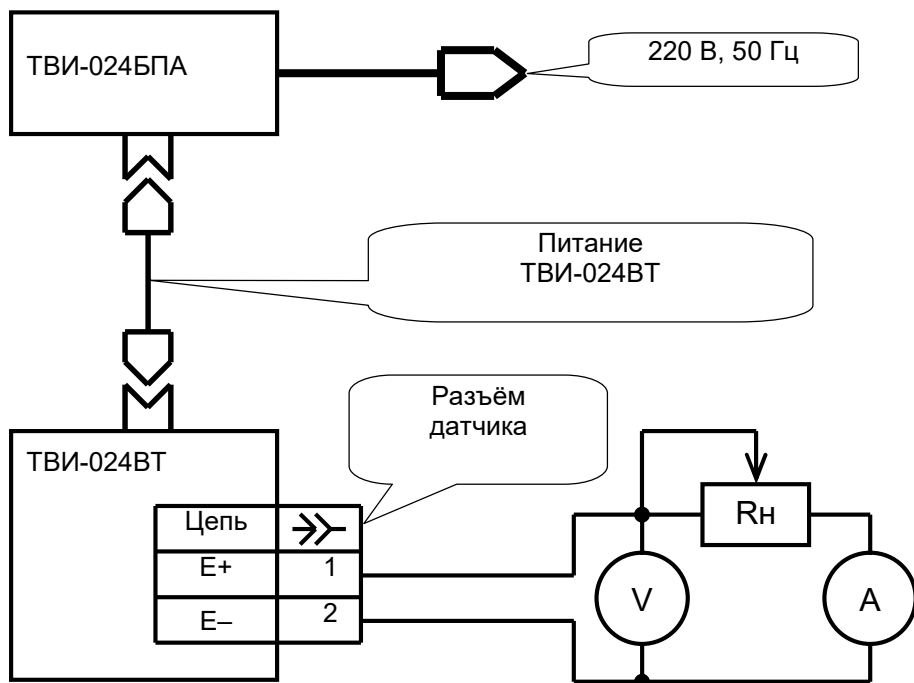 ТВИ-024БПА
220 В, 50 Гц
Питание
ТВИ-024ВТ
Разъём
датчика
ТВИ-024ВТ
Цепь
E+ 1
E– 2
Rн
V
A